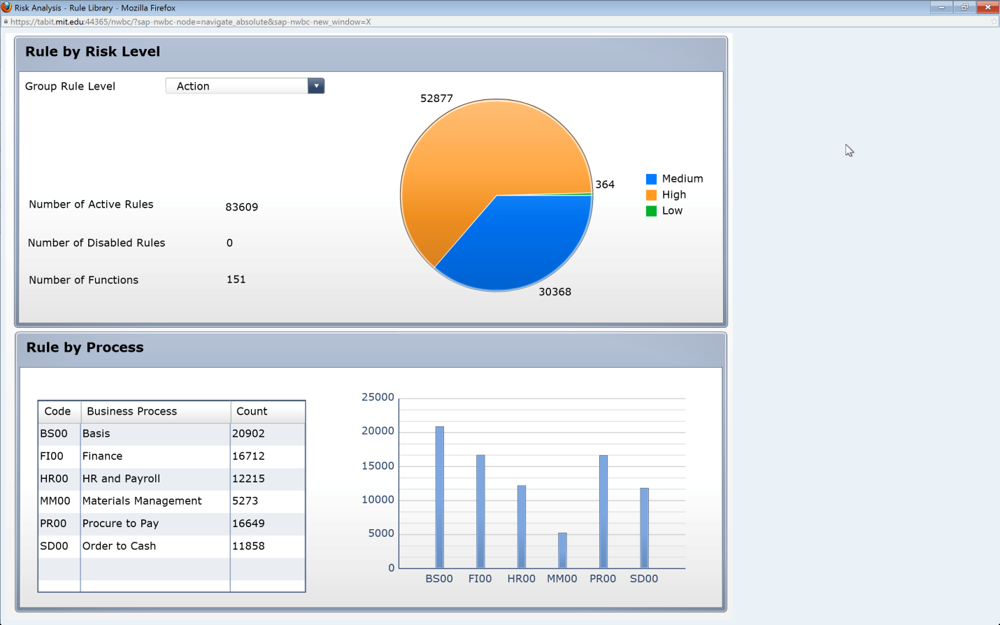 Risk Analysis - Rule Library - Mozilla Firefox
https://tabit.mit.edu:44365/nwbc/?sap-nwbc-node=navigate_absolute&sap-nwbc-new_window=X
Rule by Risk Level
Group Rule Level Action
52877
364
30368
Medium
High
Low
Number of Active Rules 83609
Number of Disabled Rules 0
Number of Functions 151
Rule by Process
Code Business Process Count
BS00 Basis 20902
FI00 Finance 16712
HR00 HR and Payroll 12215
MM00 Materials Management 5273
PR00 Procure to Pay 16649
SD00 Order to Cash 11858
25000
20000
15000
10000
5000
0
BS00 FI00 HR00 MM00 PR00 SD00